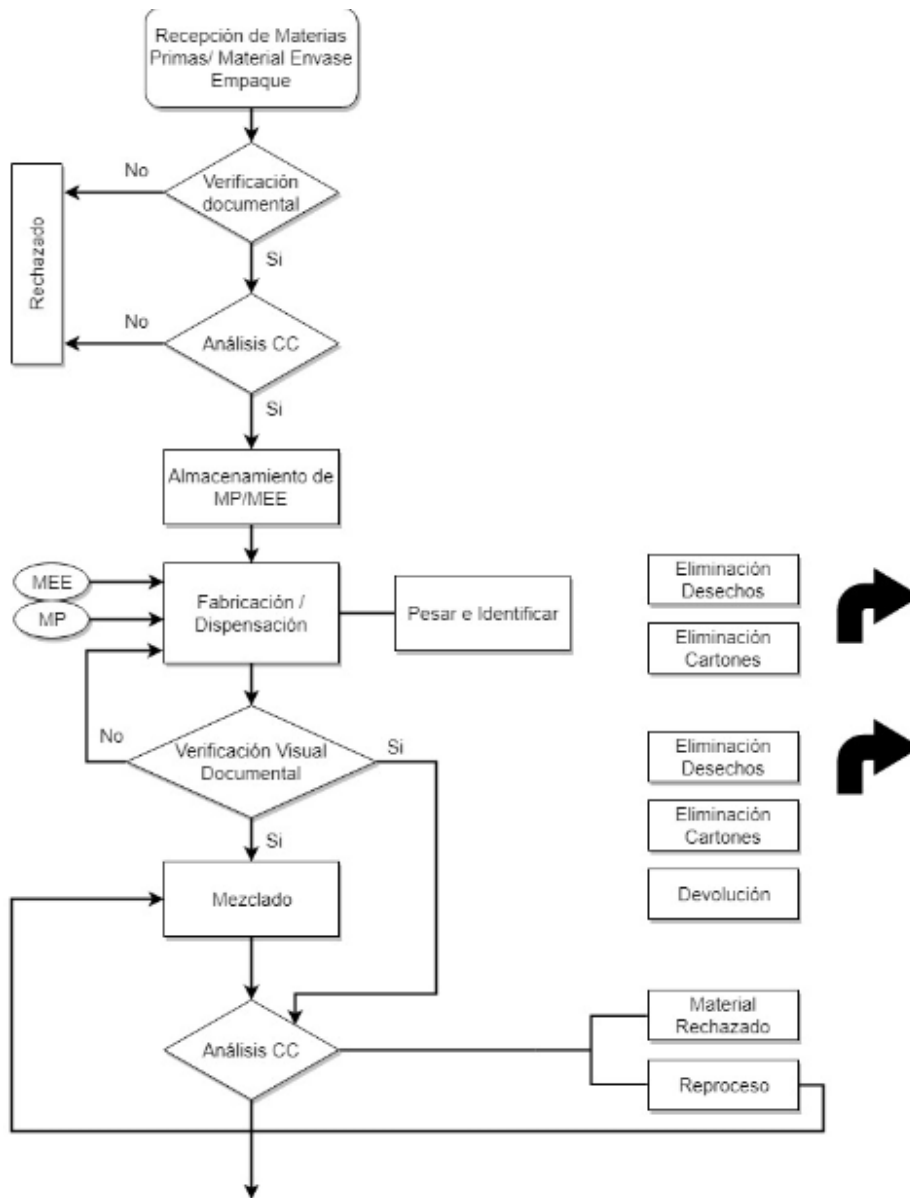 Recepción de Materias
Primas/ Material Envase
Empaque
No
Verificación
documental
Rechazado
Si
No
Análisis CC
Si
Almacenamiento de
MP/MEE
MEE
MP
Fabricación /
Dispensación
Pesar e Identificar
Eliminación
Desechos
Eliminación
Cartones
No
Verificación Visual
Documental
Si
Eliminación
Desechos
Eliminación
Cartones
Si
Mezclado
Devolución
Análisis CC
Material
Rechazado
Reproceso